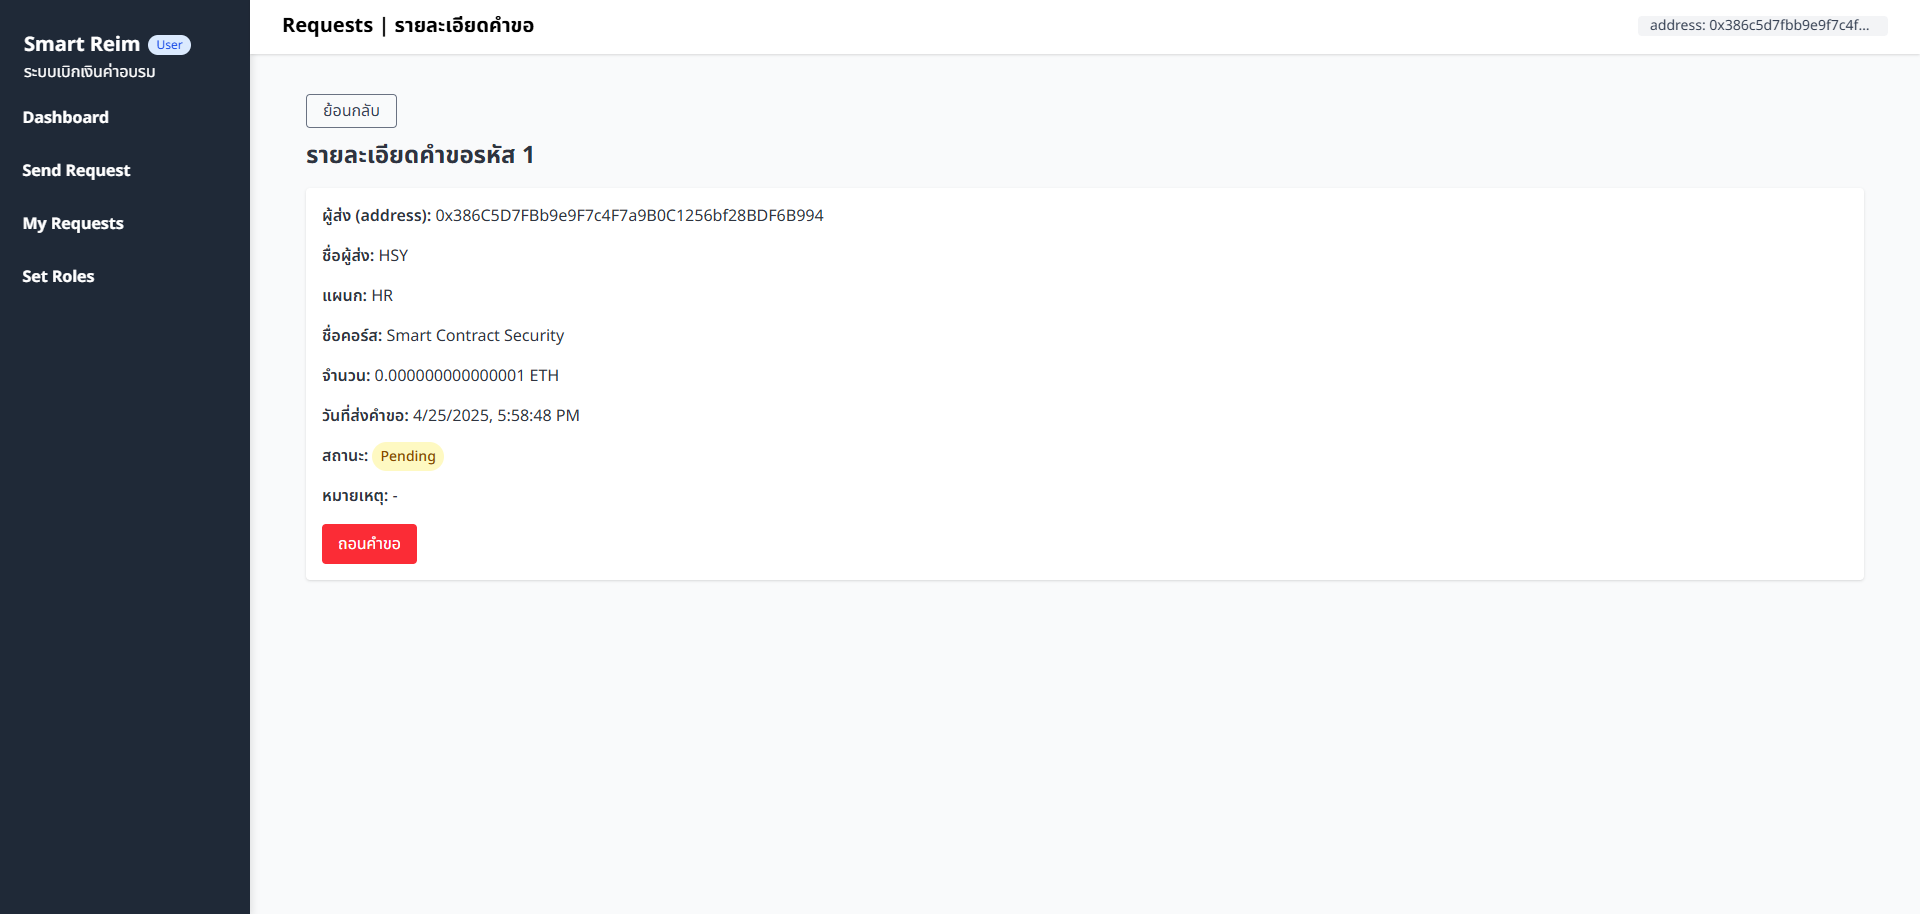 Smart Reim User
ระบบเบิกเงินค่าอบรม
Dashboard
Send Request
My Requests
Set Roles
Requests | รายละเอียดคำขอ
address: 0x386c5d7fbb9e9f7c4f...
ย้อนกลับ
รายละเอียดคำขอรหัส 1
ผู้ส่ง (address): 0x386C5D7FBb9e9F7c4F7a9B0C1256bf28BDF6B994
ชื่อผู้ส่ง: HSY
แผนก: HR
ชื่อคอร์ส: Smart Contract Security
จำนวน: 0.000000000000001 ETH
วันที่ส่งคำขอ: 4/25/2025, 5:58:48 PM
สถานะ: Pending
หมายเหตุ: -
ถอนคำขอ